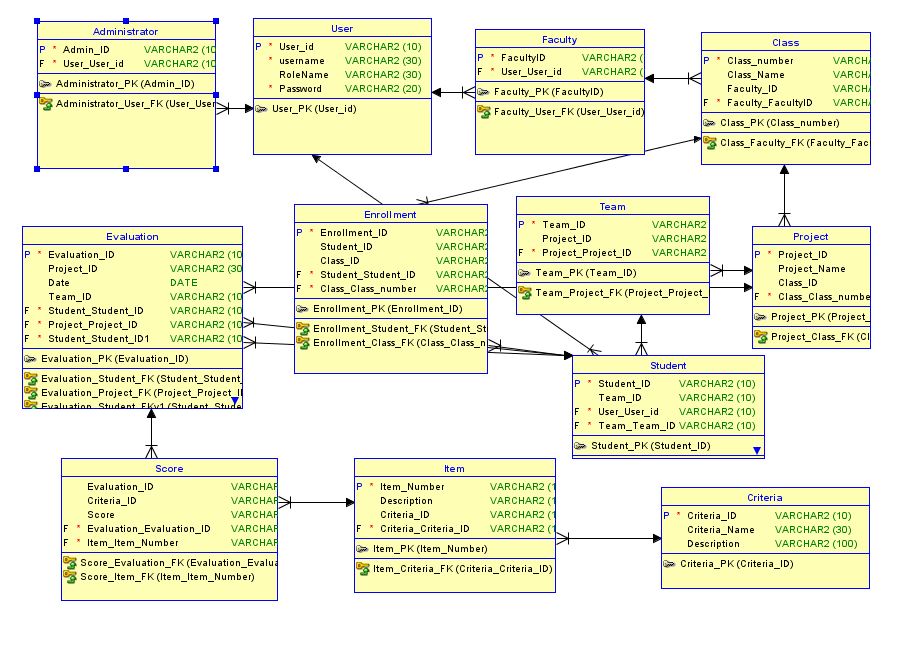 Administrator
P * Admin_ID VARCHAR2 (10
F * User_User_id VARCHAR2 (10
Administrator_PK (Admin_ID)
Administrator_User_FK (User_User
User
P * User_id VARCHAR2 (10)
* username VARCHAR2 (30)
RoleName VARCHAR2 (30)
* Password VARCHAR2 (20)
User_PK (User_id)
Faculty
P * FacultyID VARCHAR2 (
F * User_User_id VARCHAR2 (
Faculty_PK (FacultyID)
Faculty_User_FK (User_User_id)
Class
P * Class_number VARCH
Class_Name VARCH
Faculty_ID VARCH
F * Faculty_FacultyID VARCH
Class_PK (Class_number)
Class_Faculty_FK (Faculty_Fac
Evaluation
P * Evaluation_ID VARCHAR2 (10
Project_ID VARCHAR2 (30
Date DATE
Team_ID VARCHAR2 (10
F * Student_Student_ID VARCHAR2 (10
F * Project_Project_ID VARCHAR2 (10
F * Student_Student_ID1 VARCHAR2 (10
Evaluation_PK (Evaluation_ID)
Evaluation_Student_FK (Student_Student_
Evaluation_Project_FK (Project_Project_I
Evaluation_Student_FKv1 (Student_Stude
Enrollment
P * Enrollment_ID VARCHAR2
Student_ID VARCHAR2
Class_ID VARCHAR2
F * Student_Student_ID VARCHAR2
F * Class_Class_number VARCHAR2
Enrollment_PK (Enrollment_ID)
Enrollment_Student_FK (Student_St
Enrollment_Class_FK (Class_Class_n
Team
P * Team_ID VARCHAR2
Project_ID VARCHAR2
F * Project_Project_ID VARCHAR2
Team_PK (Team_ID)
Team_Project_FK (Project_Project_
Project
P * Project_ID
Project_Name
Class_ID
F * Class_Class_numbe
Project_PK (Project_
Project_Class_FK (Cl
Student
P * Student_ID VARCHAR2 (10)
Team_ID VARCHAR2 (10)
F * User_User_id VARCHAR2 (10)
F * Team_Team_ID VARCHAR2 (10)
Student_PK (Student_ID)
Score
Evaluation_ID VARCHAR
Criteria_ID VARCHAR
Score VARCHAR
F * Evaluation_Evaluation_ID VARCHAR
F * Item_Item_Number VARCHAR
Score_Evaluation_FK (Evaluation_Evalua
Score_Item_FK (Item_Item_Number)
Item
P * Item_Number VARCHAR2 (1
Description VARCHAR2 (1
Criteria_ID VARCHAR2 (1
F * Criteria_Criteria_ID VARCHAR2 (1
Item_PK (Item_Number)
Item_Criteria_FK (Criteria_Criteria_ID)
Criteria
P * Criteria_ID VARCHAR2 (10)
Criteria_Name VARCHAR2 (30)
Description VARCHAR2 (100)
Criteria_PK (Criteria_ID)